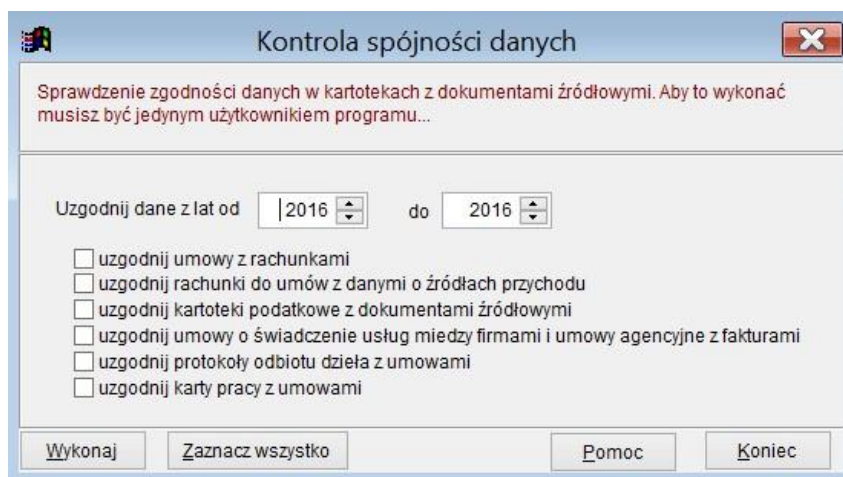 Kontrola spójności danych
Sprawdzenie zgodności danych w kartotekach z dokumentami źródłowymi. Aby to wykonać
musisz być jedynym użytkownikiem programu...
Uzgodnij dane z lat od 2016 do 2016
uzgodnij umowy z rachunkami
uzgodnij rachunki do umów z danymi o źródłach przychodu
uzgodnij kartoteki podatkowe z dokumentami źródłowymi
uzgodnij umowy o świadczenie usług miedzy firmami i umowy agencyjne z fakturami
uzgodnij protokoły odbiotu dzieła z umowami
uzgodnij karty pracy z umowami
Wykonaj Zaznacz wszystko Pomoc Koniec